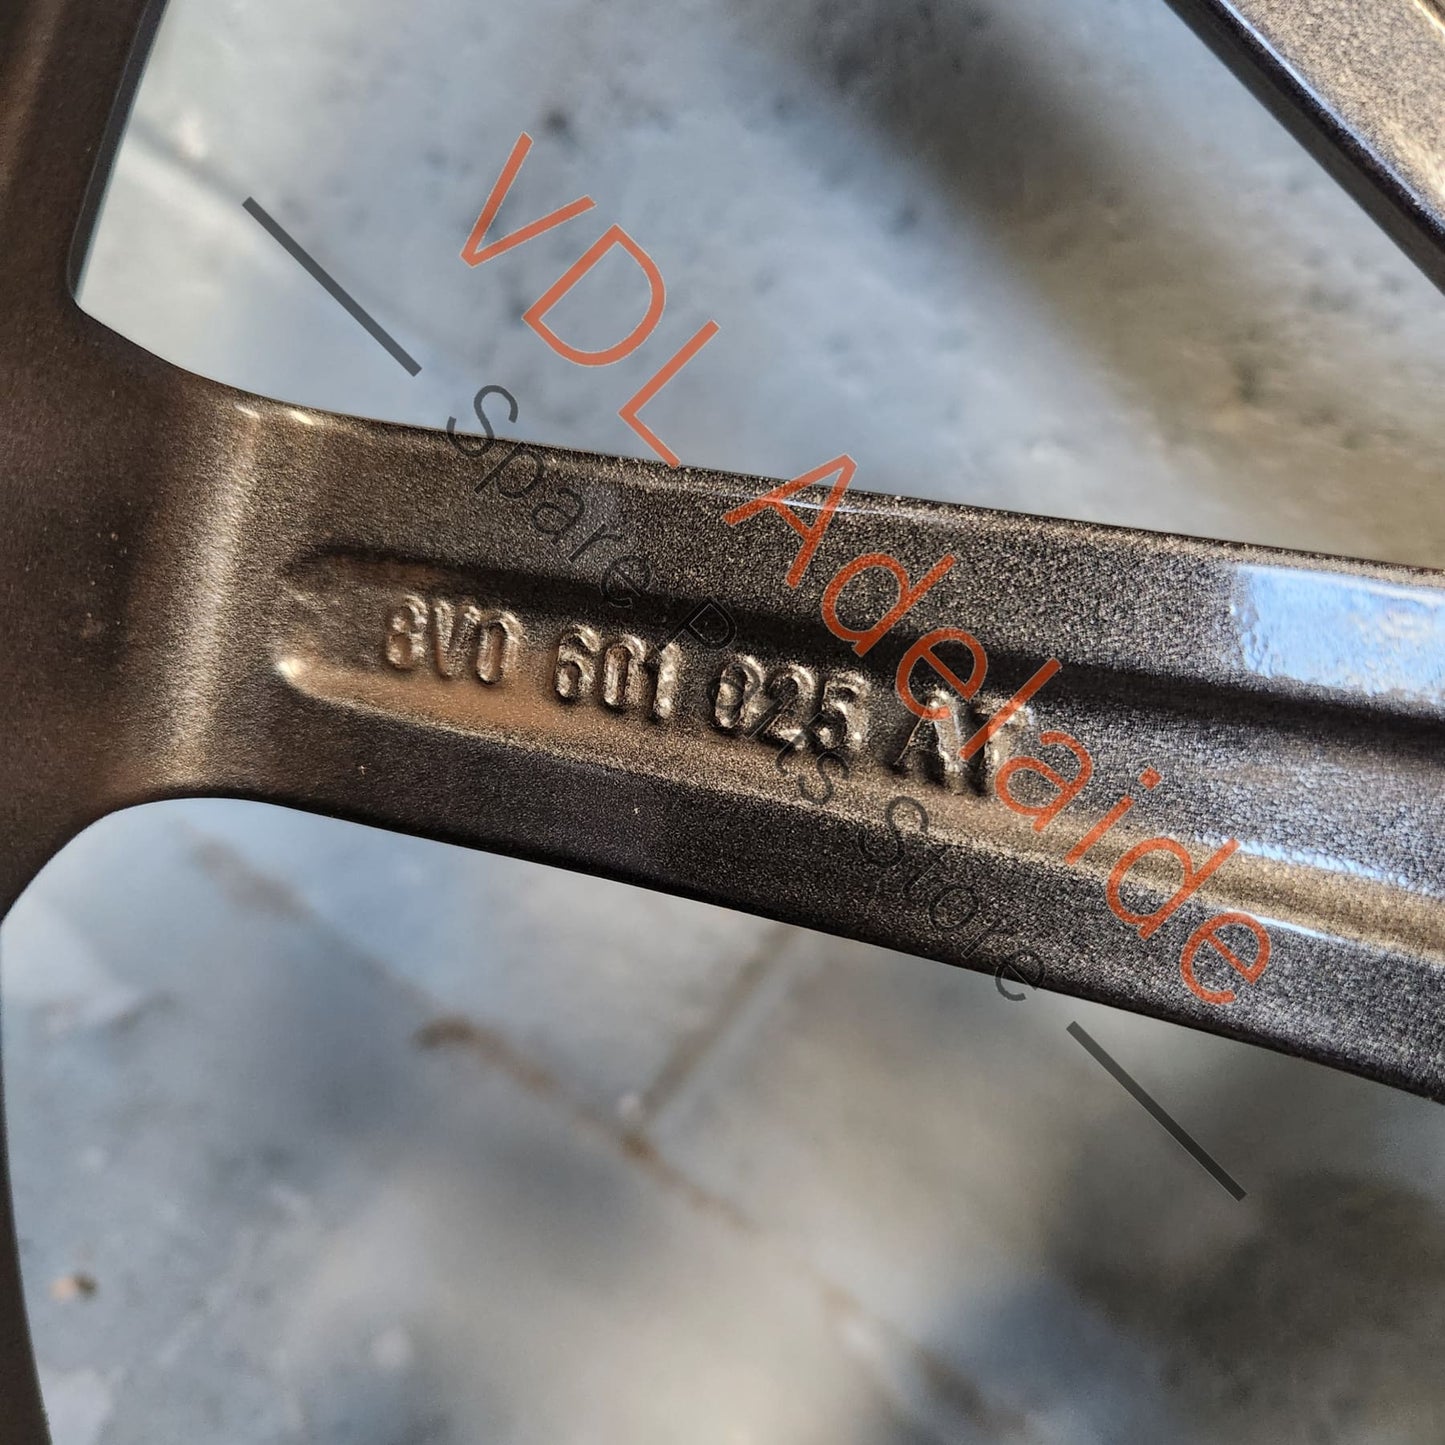 VDL Adelaide
Spare Parts Store
8V0 601 025